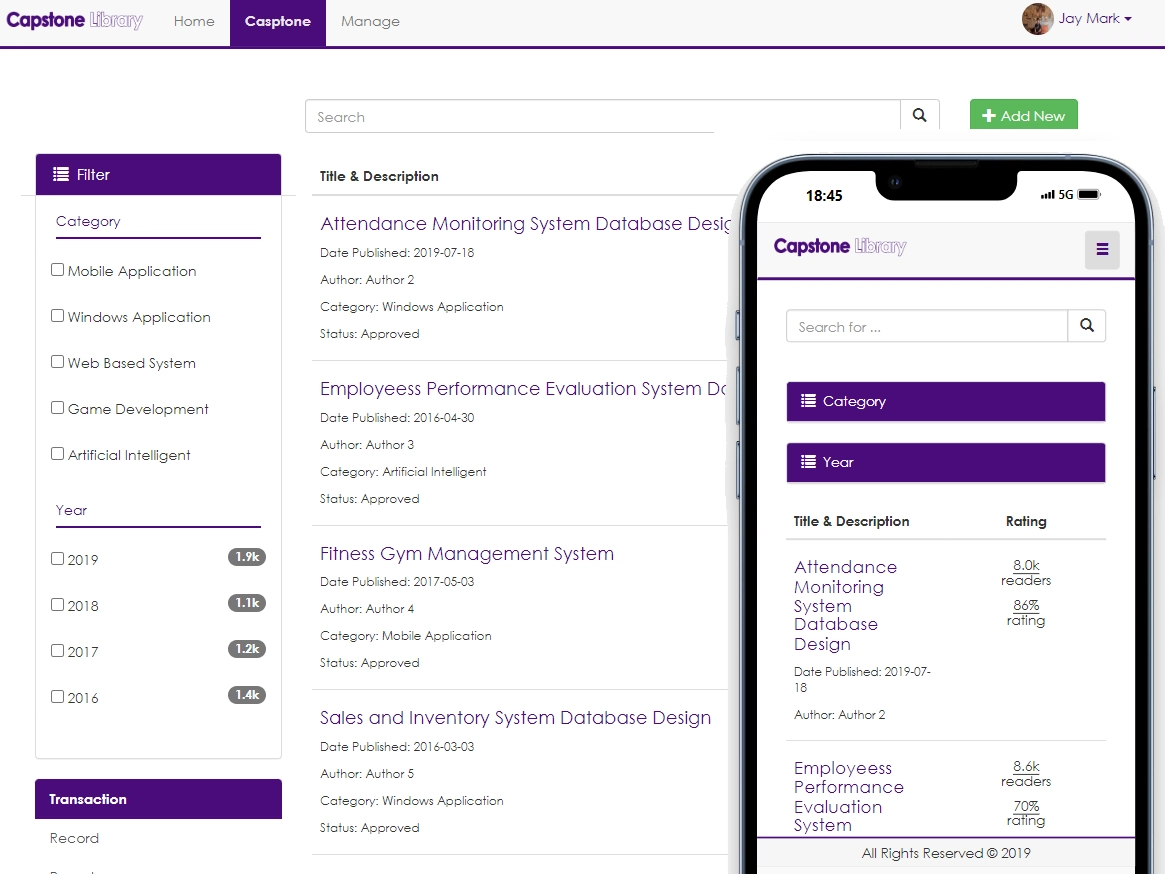 Capstone Library
Home
Casptone
Manage
Jay Mark
Search
Add New
Filter
Category
Mobile Application
Windows Application
Web Based System
Game Development
Artificial Intelligent
Year
2019 1.9k
2018 1.1k
2017 1.2k
2016 1.4k
Transaction
Record
Title & Description
Attendance Monitoring System Database
Date Published: 2019-07-18
Author: Author 2
Category: Windows Application
Status: Approved
Employeess Performance Evaluation System
Date Published: 2016-04-30
Author: Author 3
Category: Artificial Intelligent
Status: Approved
Fitness Gym Management System
Date Published: 2017-05-03
Author: Author 4
Category: Mobile Application
Status: Approved
Sales and Inventory System Database Design
Date Published: 2016-03-03
Author: Author 5
Category: Windows Application
Status: Approved
18:45
5G
Capstone Library
Search for ...
Category
Year
Title & Description
Rating
Attendance
Monitoring
System
Database
Design
8.0k
readers
86%
rating
Date Published: 2019-07-
18
Author: Author 2
Employeess
Performance
Evaluation
System
8.6k
readers
70%
rating
All Rights Reserved © 2019